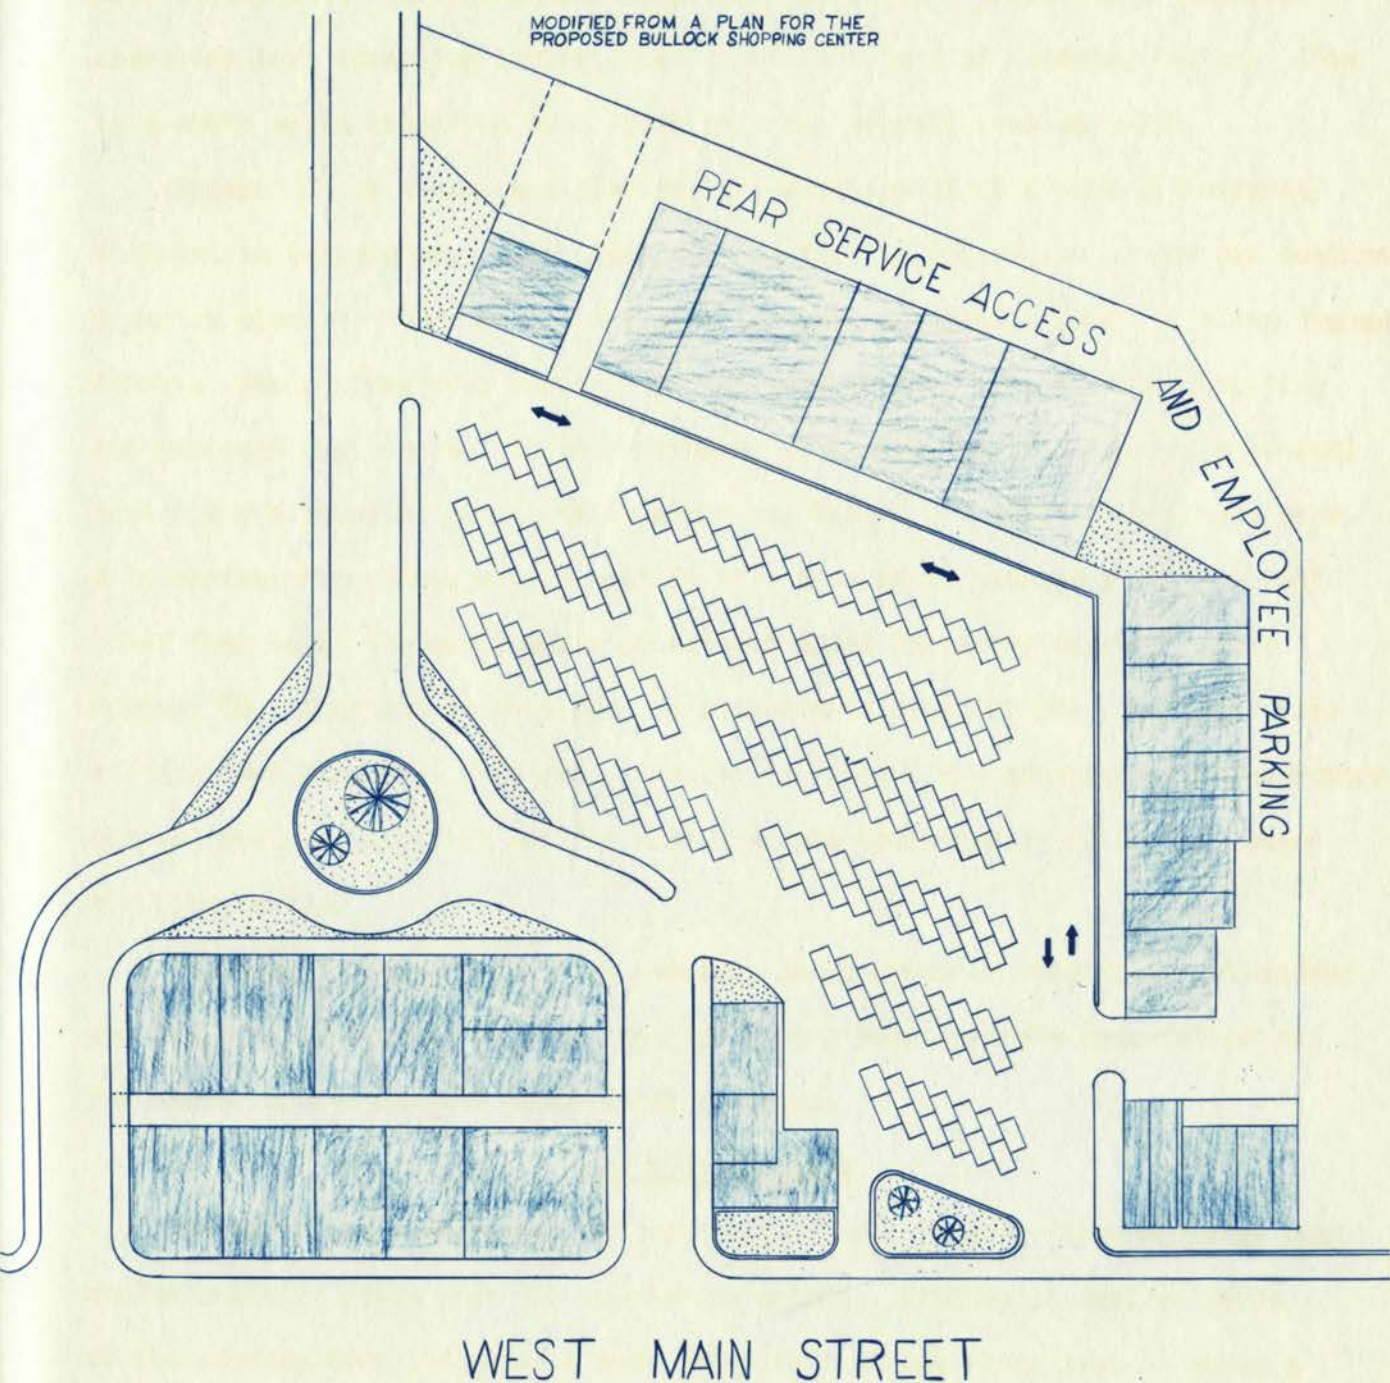 MODIFIED FROM A PLAN FOR THE
PROPOSED BULLOCK SHOPPING CENTER
REAR SERVICE ACCESS
AND EMPLOYEE PARKING
WEST MAIN STREET